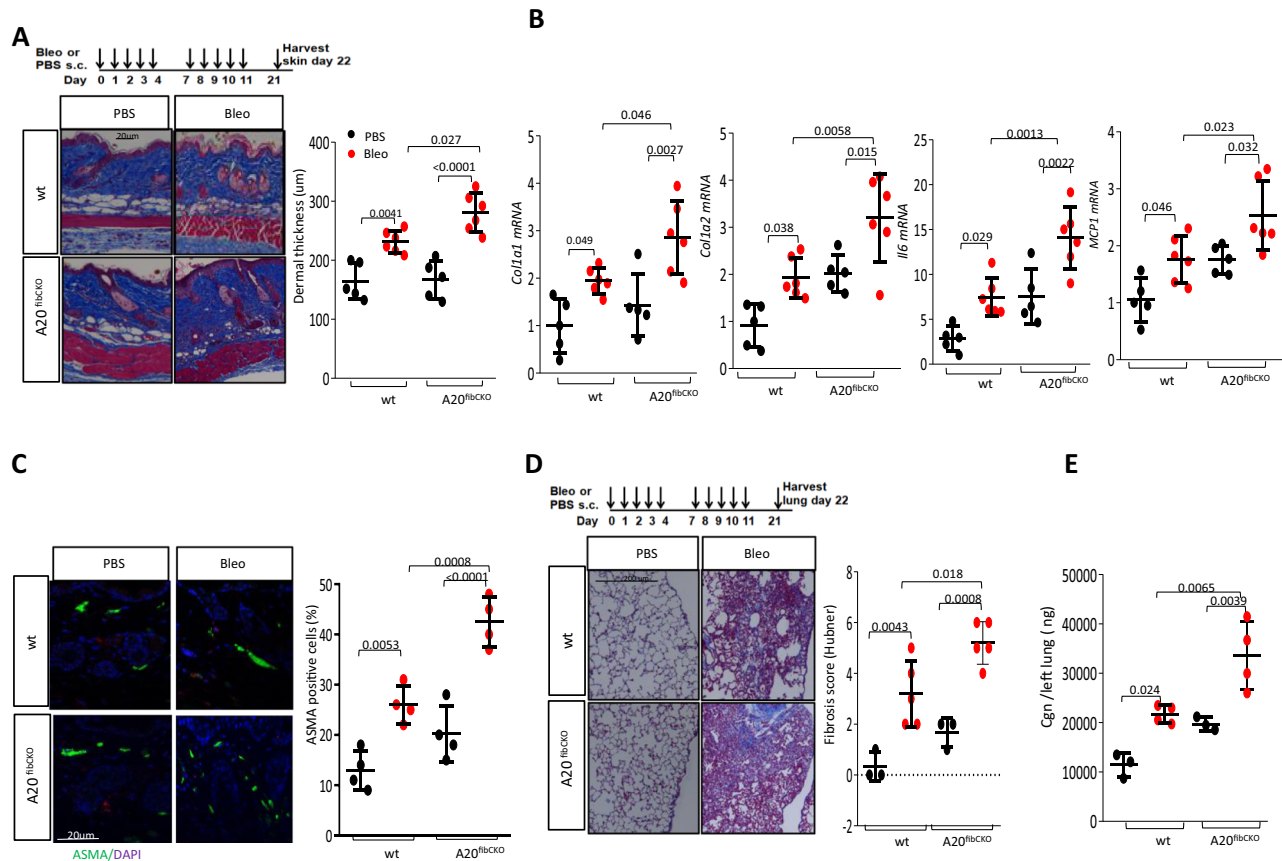 A
Bleo or
PBS s.c.
Harvest
skin day 22
Day 0 1 2 3 4 7 8 9 10 11 21
PBS
Bleo
wt
A20 fibCKO
20um
Dermal thickness (um)
400
300
200
100
0
PBS
Bleo
0.0041
<0.0001
0.027
wt
A20fibCKO
B
Col1a1 mRNA
5
4
3
2
1
0
0.049
0.0027
0.046
wt
A20fibCKO
Col1a2 mRNA
5
4
3
2
1
0
0.038
0.015
0.0058
wt
A20fibCKO
Il6 mRNA
25
20
15
10
5
0
0.029
0.0022
0.0013
wt
A20fibCKO
MCP1 mRNA
4
3
2
1
0
0.046
0.032
0.023
wt
A20fibCKO
C
PBS
Bleo
wt
A20 fibCKO
20um
ASMA/DAPI
ASMA positive cells (%)
50
40
30
20
10
0
0.0053
<0.0001
0.0008
wt
A20fibCKO
D
Bleo or
PBS s.c.
Harvest
lung day 22
Day 0 1 2 3 4 7 8 9 10 11 21
PBS
Bleo
wt
A20 fibCKO
200 um
Fibrosis score (Hubner)
8
6
4
2
0
-2
0.0043
0.0008
0.018
wt
A20fibCKO
E
Cgn /left lung ( ng)
50000
40000
30000
20000
10000
0
0.024
0.0039
0.0065
wt
A20fibCKO